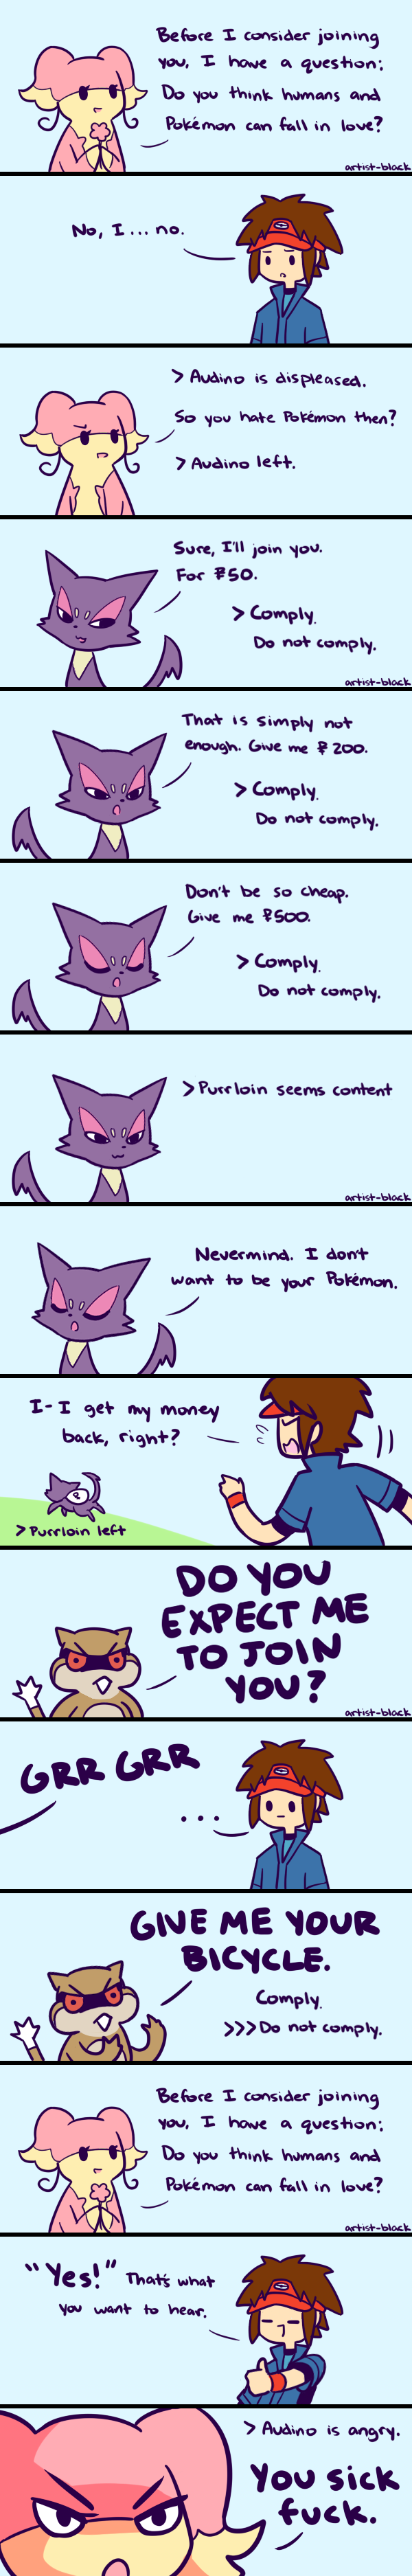 Before I consider joining
you, I have a question:
Do you think humans and
Pokémon can fall in love?
artist-black
No, I... no.
> Audino is displeased.
So you hate Pokémon then?
> Audino left.
Sure, I'll join you.
For ₽50.
> Comply.
Do not comply.
artist-black
That is simply not
enough. Give me ₽200.
> Comply.
Do not comply.
Don't be so cheap.
Give me ₽500.
> Comply.
Do not comply.
> Purrloin seems content
artist-black
Nevermind. I don't
want to be your Pokémon.
I-I get my money
back, right?
> Purrloin left
DO YOU
EXPECT ME
TO JOIN
YOU?
artist-black
GRR GRR
...
GIVE ME YOUR
BICYCLE.
Comply.
>>> Do not comply.
Before I consider joining
you, I have a question:
Do you think humans and
Pokémon can fall in love?
artist-black
"Yes!" That's what
you want to hear.
> Audino is angry.
You sick
fuck.